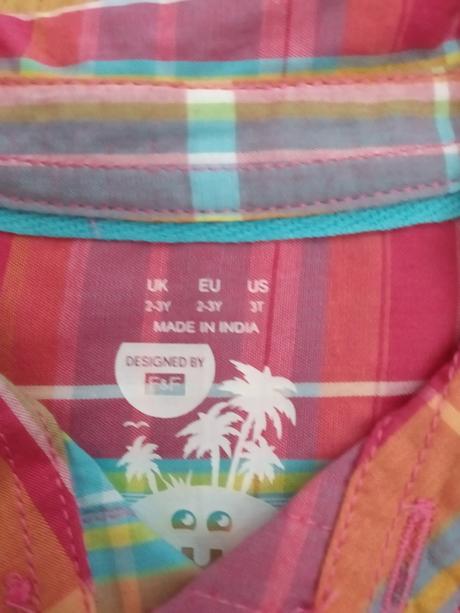 UK EU US
2-3Y 2-3Y 3T
MADE IN INDIA
DESIGNED BY
F&F